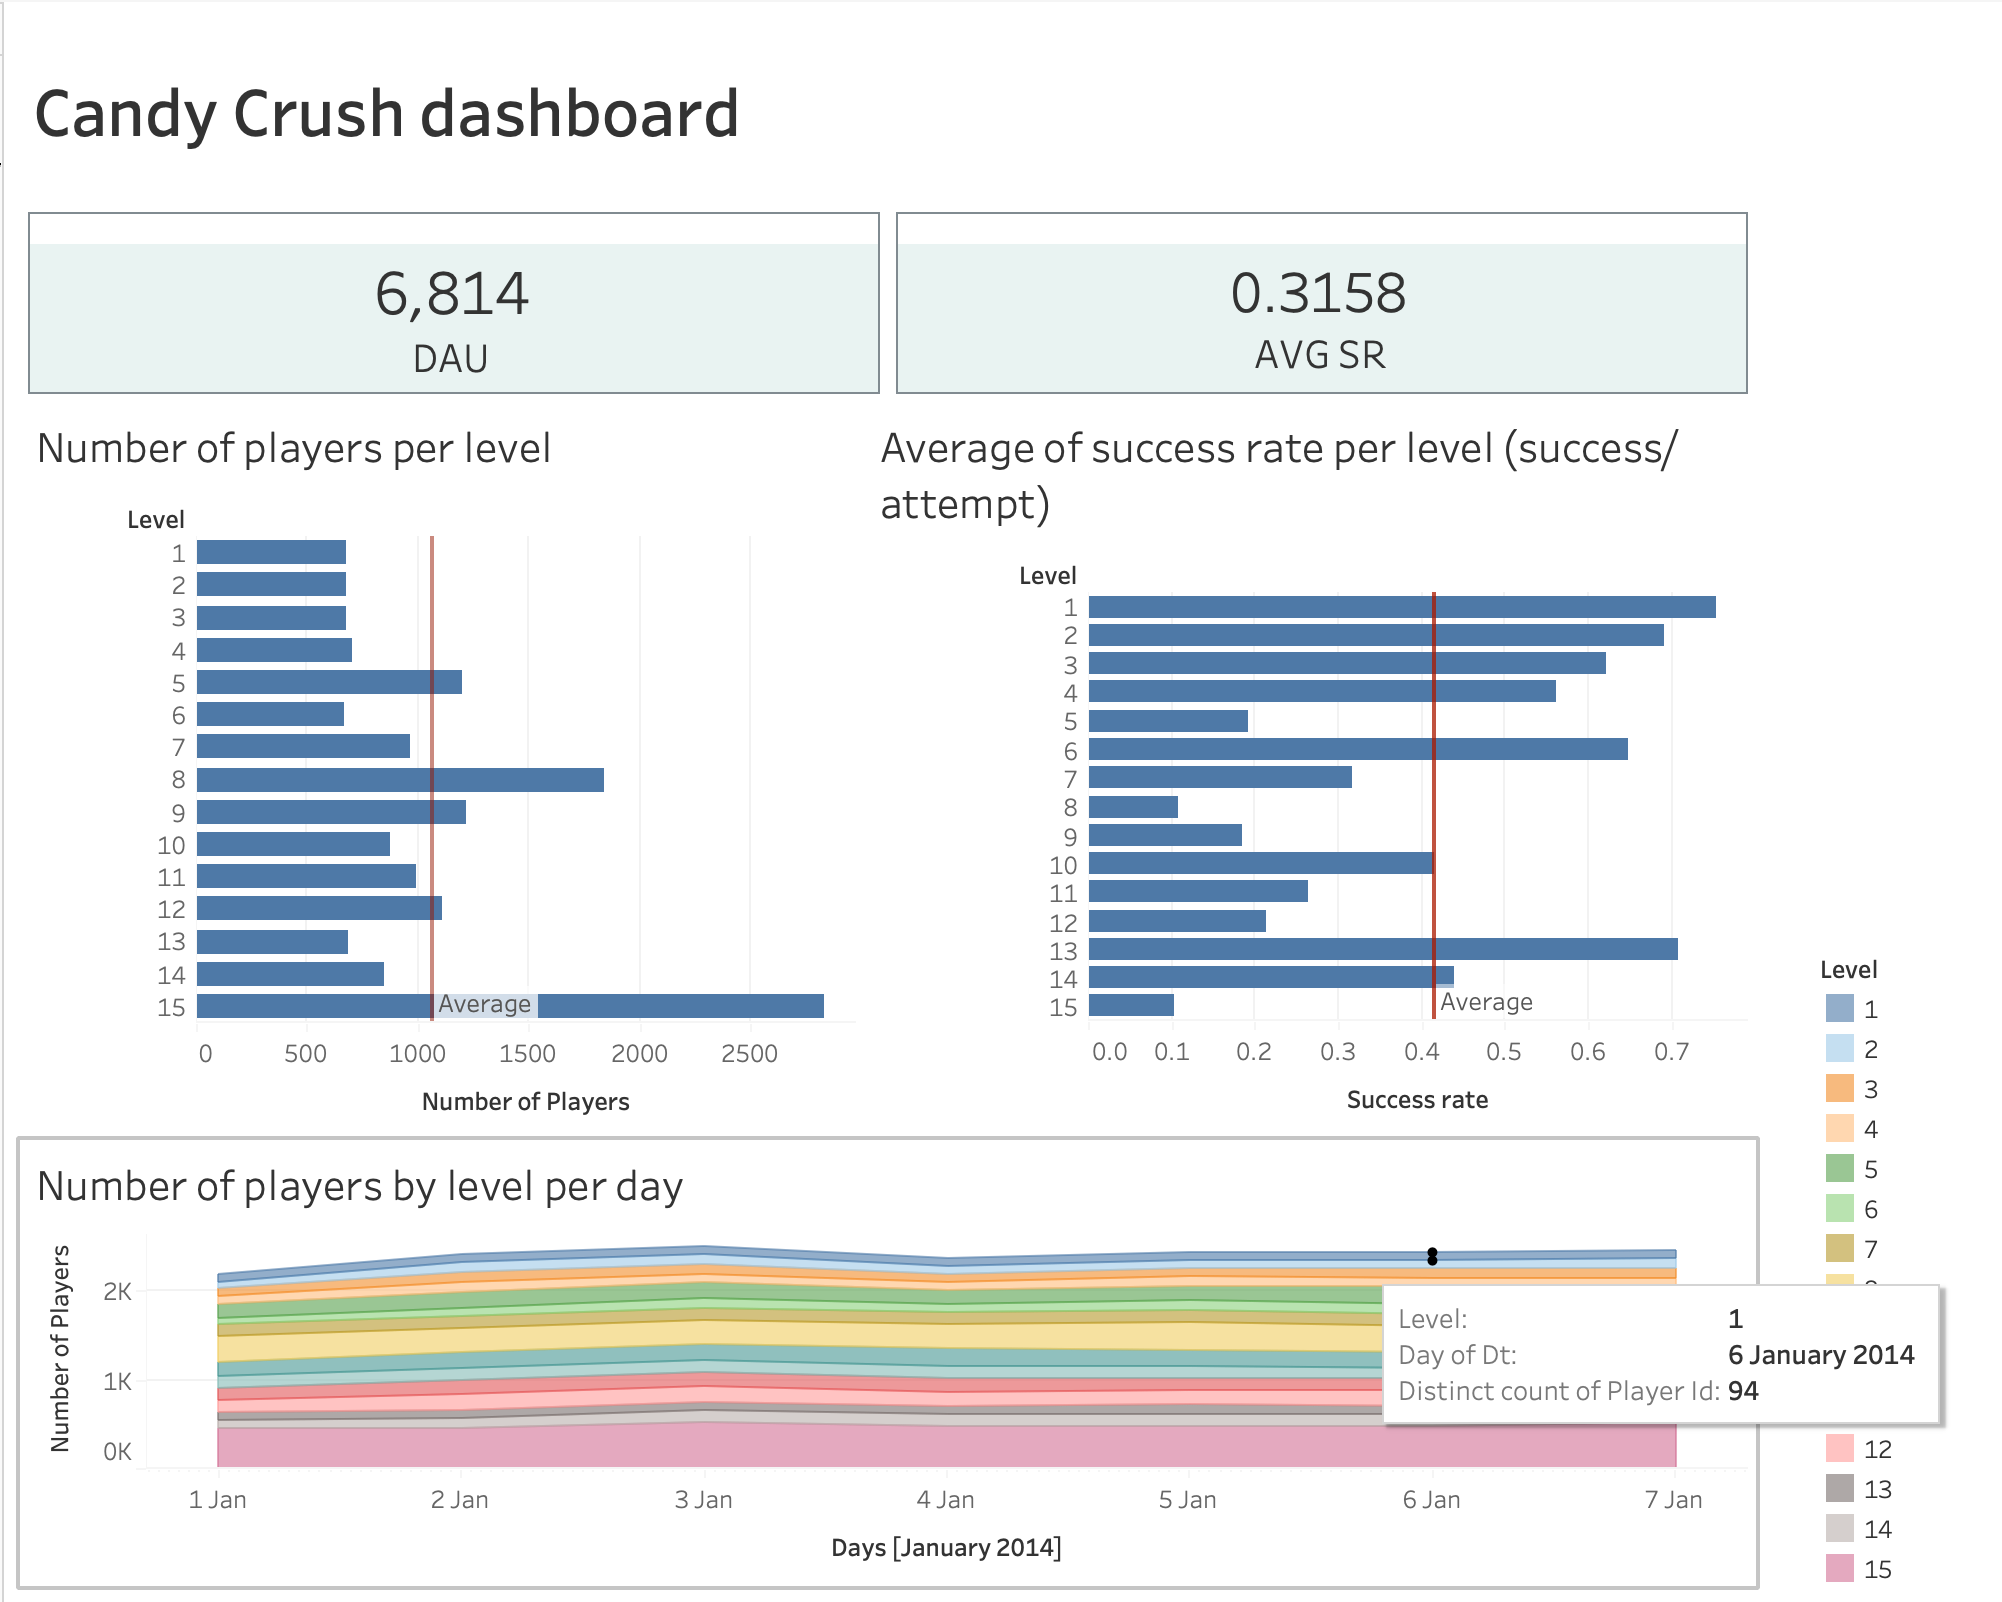 Candy Crush dashboard
6,814
DAU
0.3158
AVG SR
Number of players per level
Level
1
2
3
4
5
6
7
8
9
10
11
12
13
14
15
Average
0 500 1000 1500 2000 2500
Number of Players
Average of success rate per level (success/
attempt)
Level
1
2
3
4
5
6
7
8
9
10
11
12
13
14
15
Average
0.0 0.1 0.2 0.3 0.4 0.5 0.6 0.7
Success rate
Number of players by level per day
Number of Players
2K
1K
0K
1 Jan 2 Jan 3 Jan 4 Jan 5 Jan 6 Jan 7 Jan
Days [January 2014]
Level: 1
Day of Dt: 6 January 2014
Distinct count of Player Id: 94
Level
1
2
3
4
5
6
7
12
13
14
15